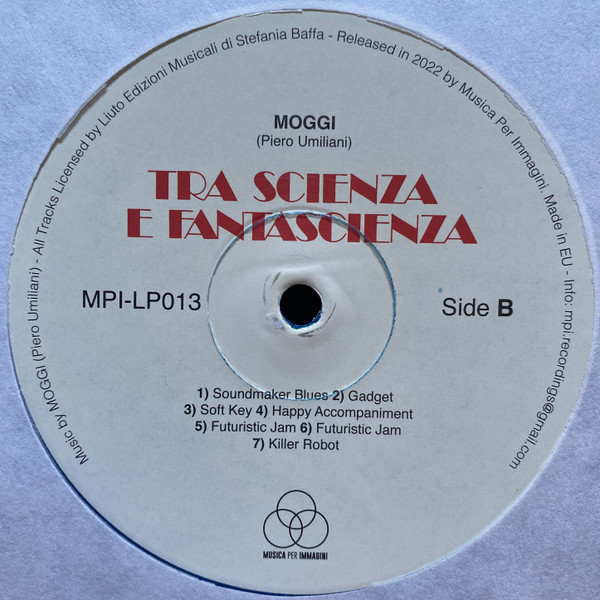 Music by MOGGI (Piero Umiliani) - All Tracks Licensed by Liuto Edizioni Musicali di Stefania Baffa - Released in 2022 by Musica Per Immagini. Made in EU - Info: mpi.recordings@gmail.com
MOGGI
(Piero Umiliani)
TRA SCIENZA
E FANTASCIENZA
MPI-LP013
Side B
1) Soundmaker Blues 2) Gadget
3) Soft Key 4) Happy Accompaniment
5) Futuristic Jam 6) Futuristic Jam
7) Killer Robot
MUSICA PER IMMAGINI